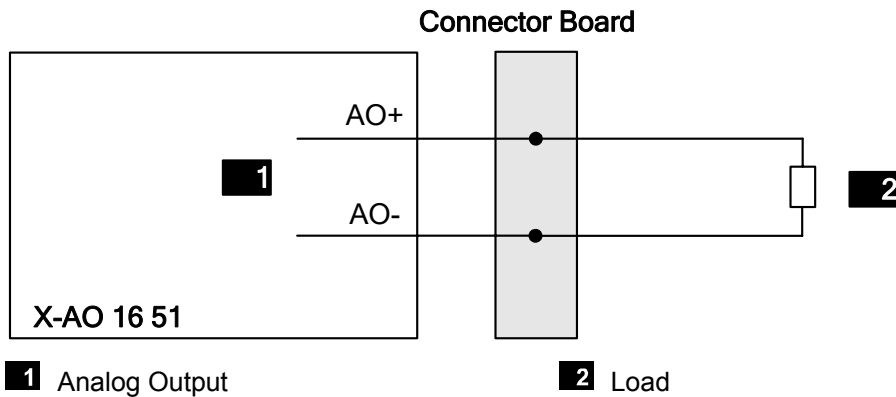 Connector Board
AO+
1
2
AO-
X-AO 16 51
1 Analog Output
2 Load